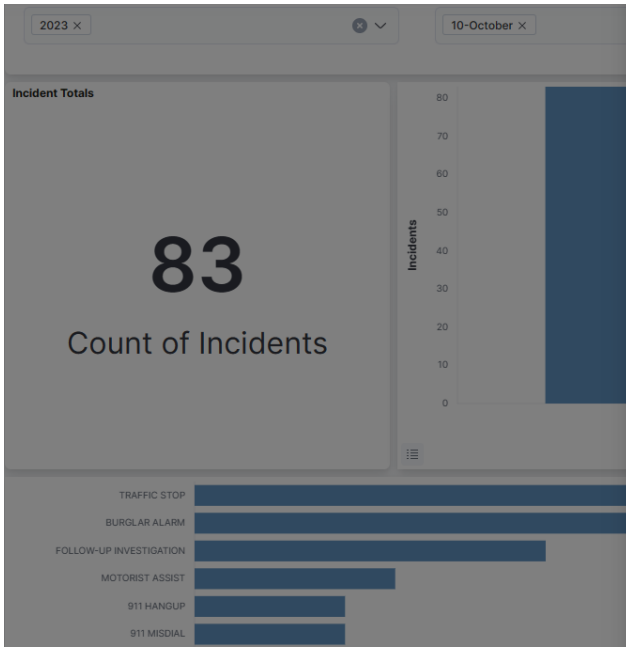 2023 ×
10-October ×
Incident Totals
83
Count of Incidents
Incidents
80
70
60
50
40
30
20
10
0
TRAFFIC STOP
BURGLAR ALARM
FOLLOW-UP INVESTIGATION
MOTORIST ASSIST
911 HANGUP
911 MISDIAL